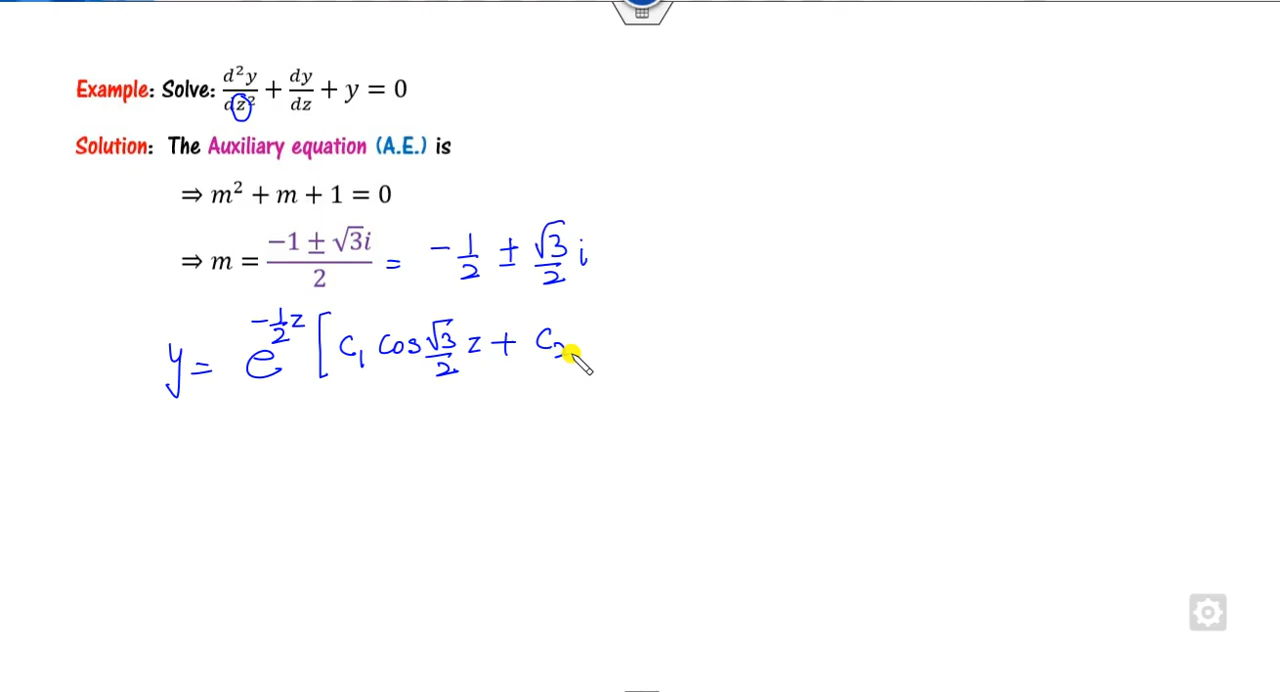 Example: Solve: d²y/dz² + dy/dz + y = 0
Solution: The Auxiliary equation (A.E.) is
⇒ m² + m + 1 = 0
⇒ m = (−1 ± √3i)/2 = −1/2 ± √3/2 i
y = e^(−1/2 z) [ c₁ cos √3/2 z + c₂